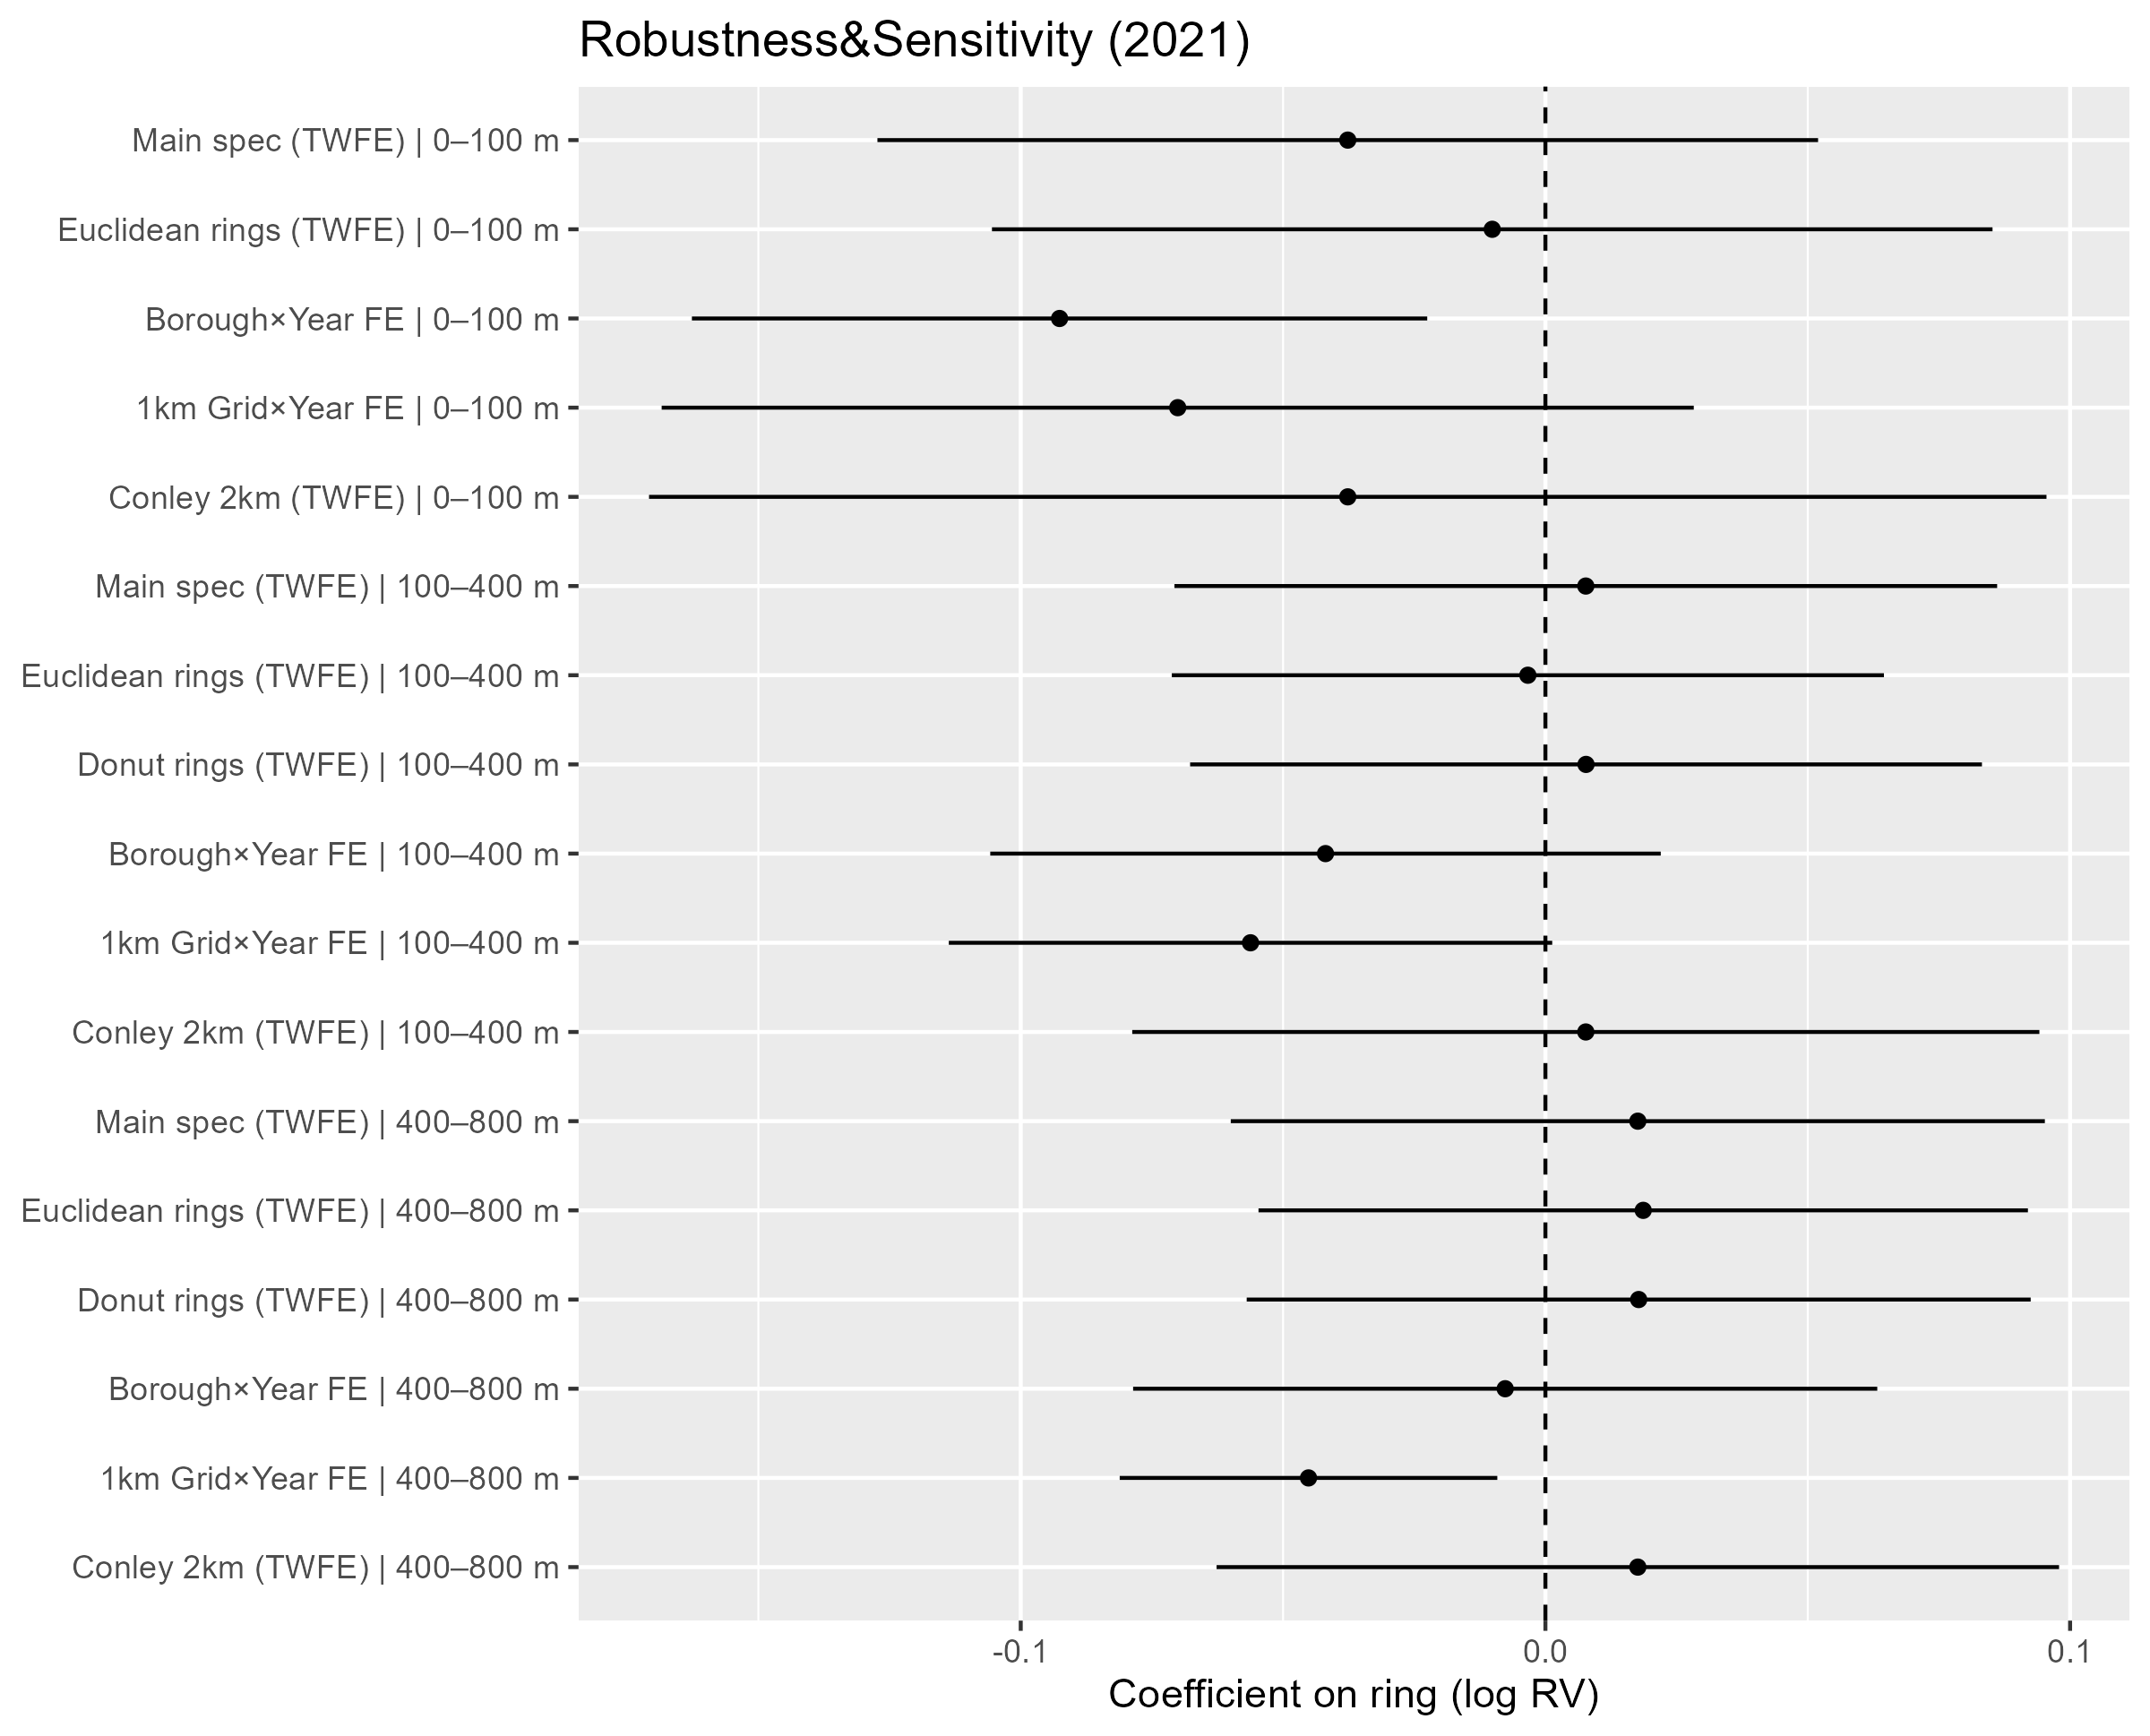 Robustness&Sensitivity (2021)
Main spec (TWFE) | 0–100 m
Euclidean rings (TWFE) | 0–100 m
Borough×Year FE | 0–100 m
1km Grid×Year FE | 0–100 m
Conley 2km (TWFE) | 0–100 m
Main spec (TWFE) | 100–400 m
Euclidean rings (TWFE) | 100–400 m
Donut rings (TWFE) | 100–400 m
Borough×Year FE | 100–400 m
1km Grid×Year FE | 100–400 m
Conley 2km (TWFE) | 100–400 m
Main spec (TWFE) | 400–800 m
Euclidean rings (TWFE) | 400–800 m
Donut rings (TWFE) | 400–800 m
Borough×Year FE | 400–800 m
1km Grid×Year FE | 400–800 m
Conley 2km (TWFE) | 400–800 m
-0.1 0.0 0.1
Coefficient on ring (log RV)